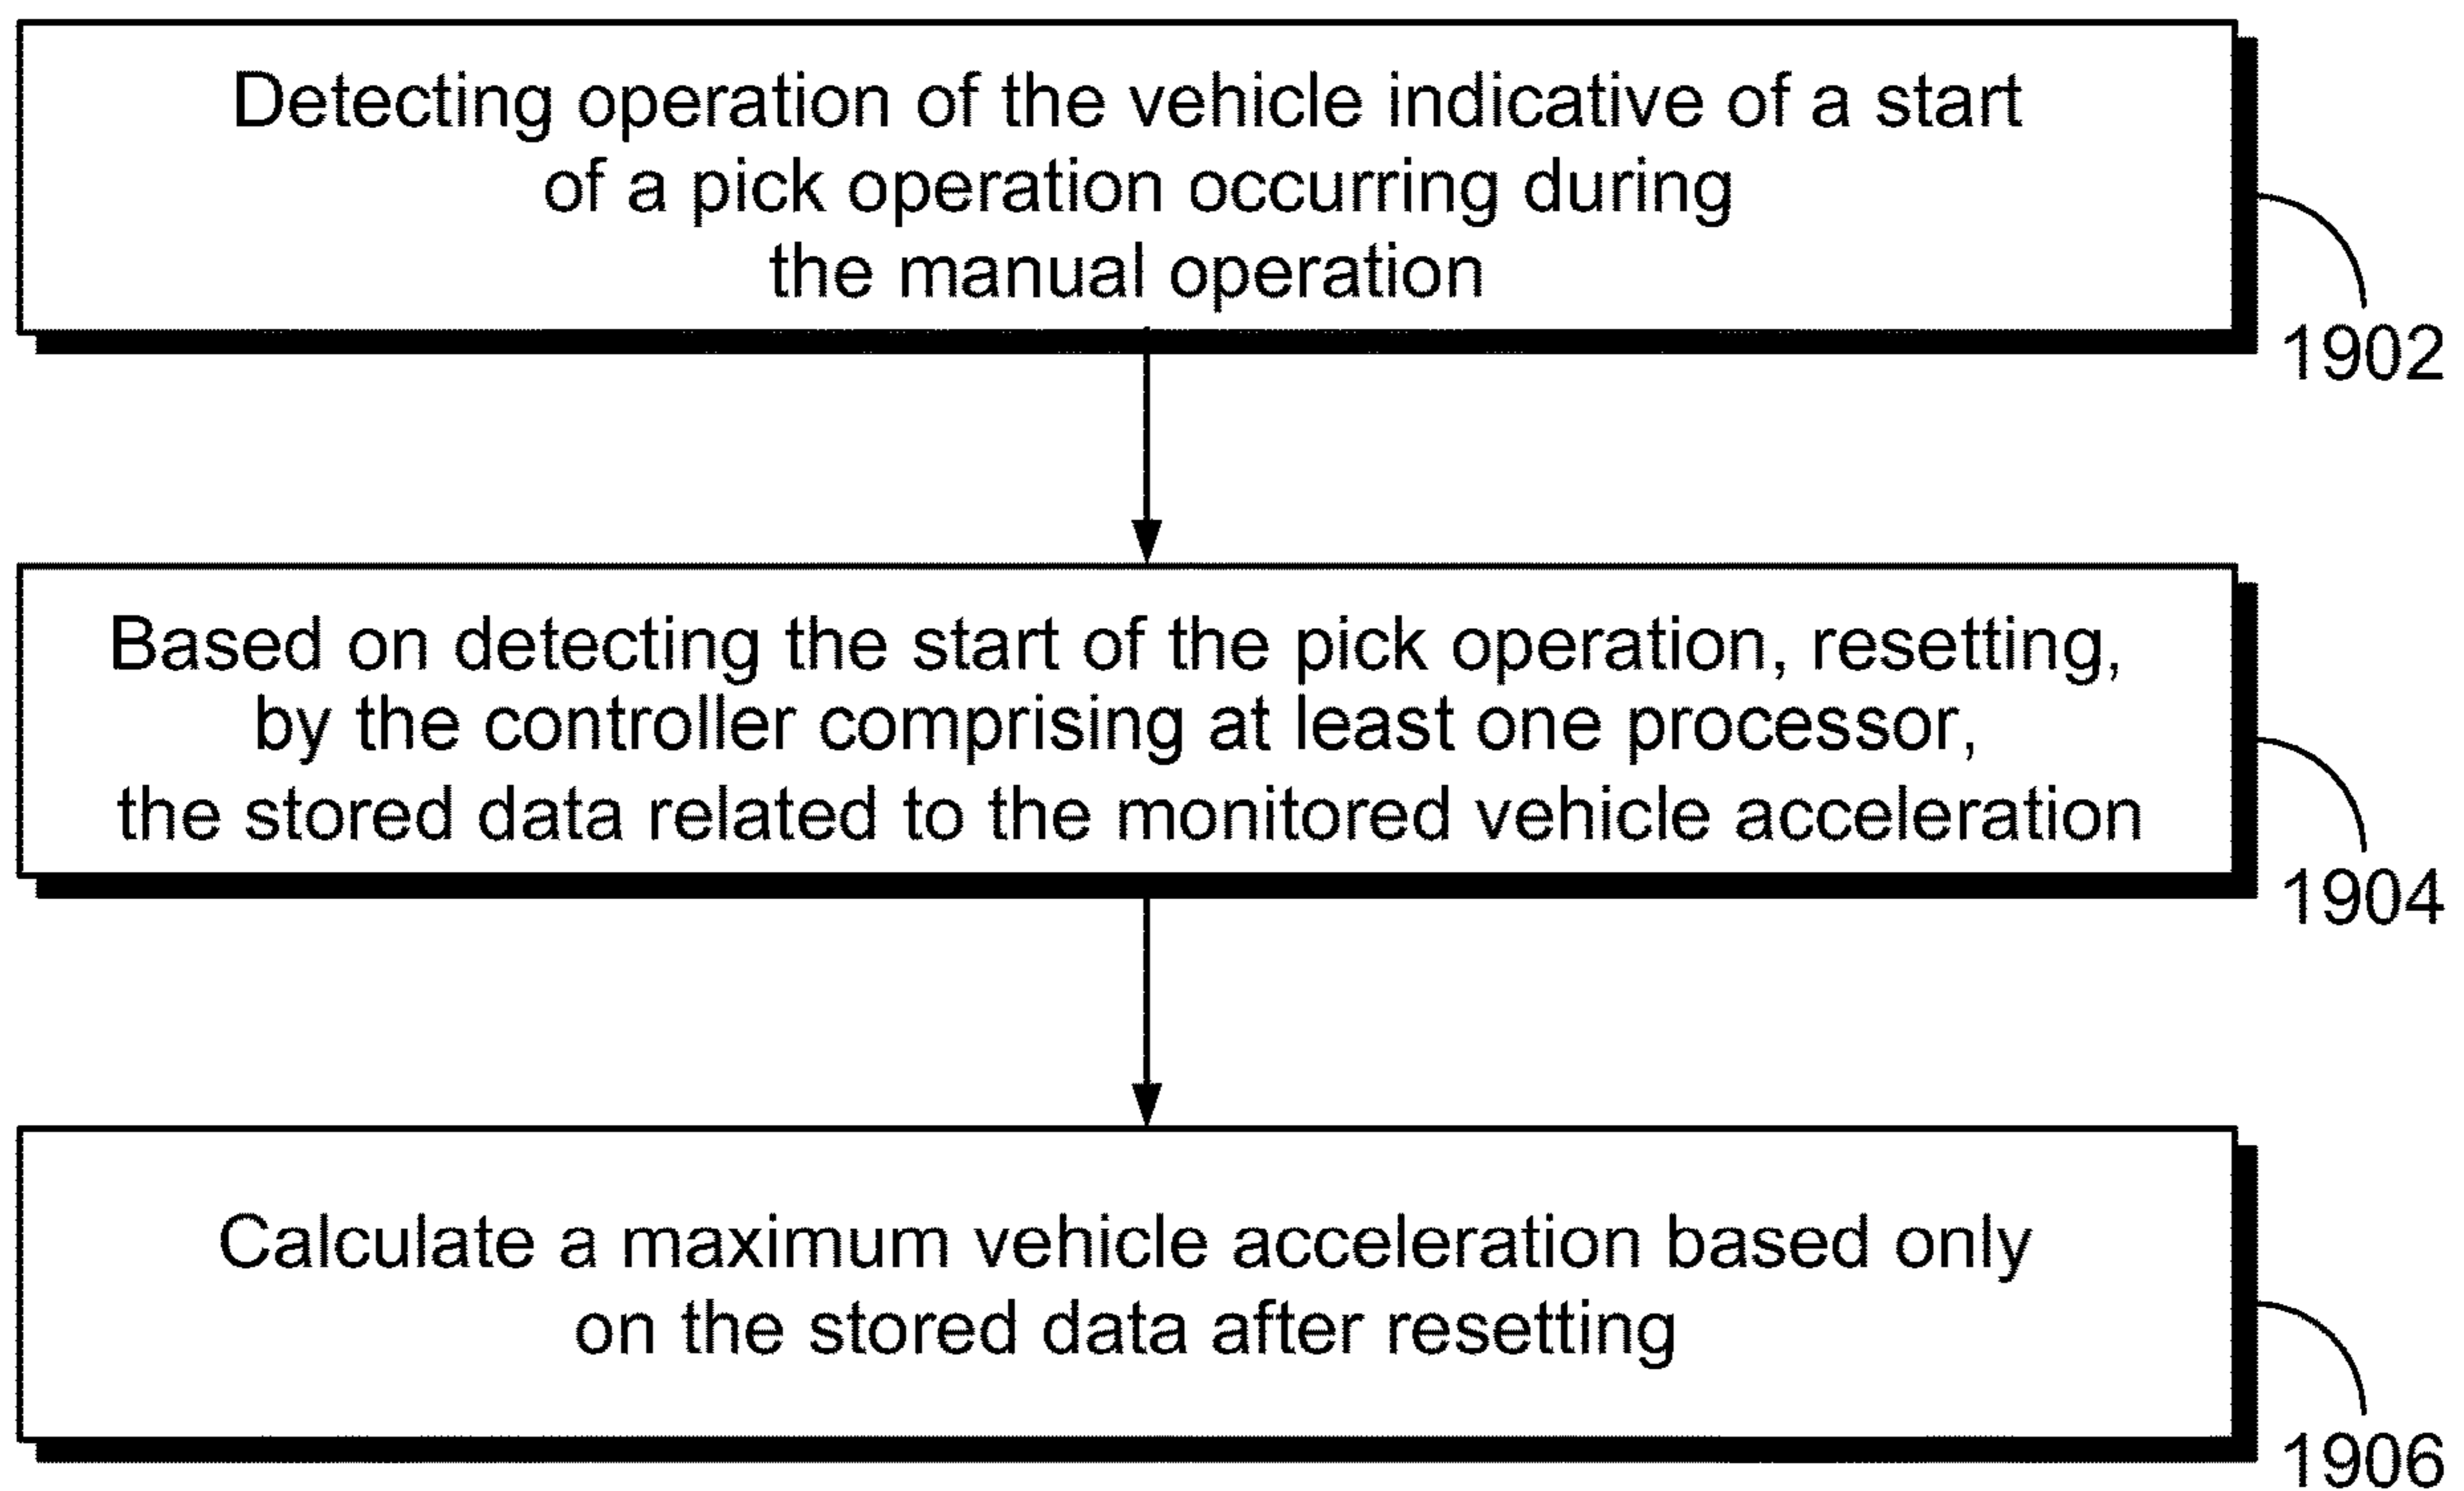 Detecting operation of the vehicle indicative of a start
of a pick operation occurring during
the manual operation
1902
Based on detecting the start of the pick operation, resetting,
by the controller comprising at least one processor,
the stored data related to the monitored vehicle acceleration
1904
Calculate a maximum vehicle acceleration based only
on the stored data after resetting
1906